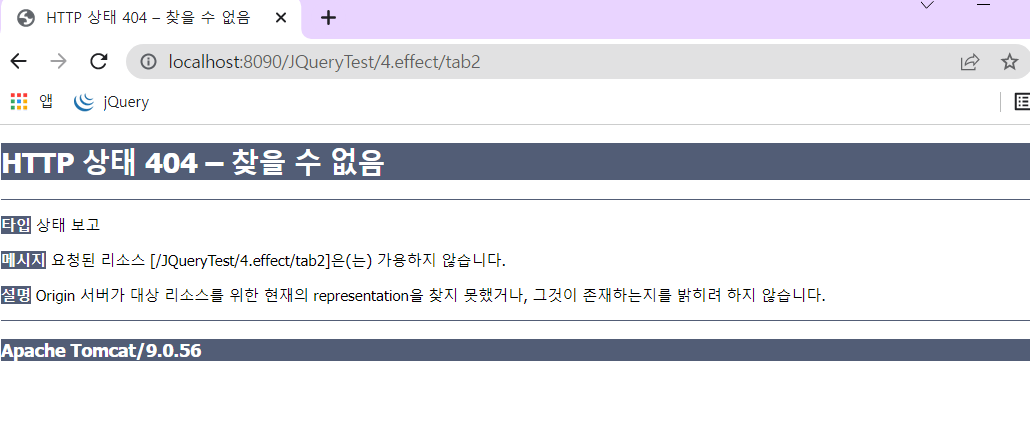 HTTP 상태 404 – 찾을 수 없음
localhost:8090/JQueryTest/4.effect/tab2
앱 jQuery
HTTP 상태 404 – 찾을 수 없음
타입 상태 보고
메시지 요청된 리소스 [/JQueryTest/4.effect/tab2]은(는) 가용하지 않습니다.
설명 Origin 서버가 대상 리소스를 위한 현재의 representation을 찾지 못했거나, 그것이 존재하는지를 밝히려 하지 않습니다.
Apache Tomcat/9.0.56